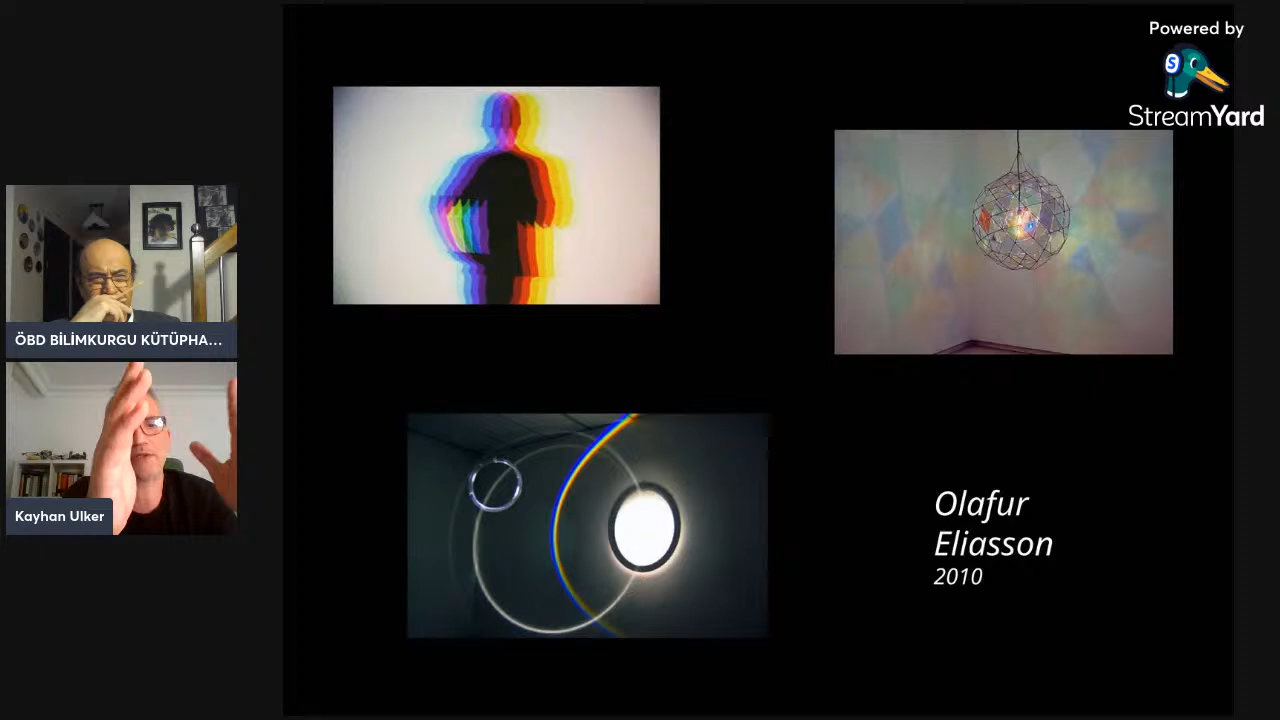 Powered by
S
StreamYard
ÖBD BİLİMKURGU KÜTÜPHA...
Kayhan Ulker
Olafur
Eliasson
2010